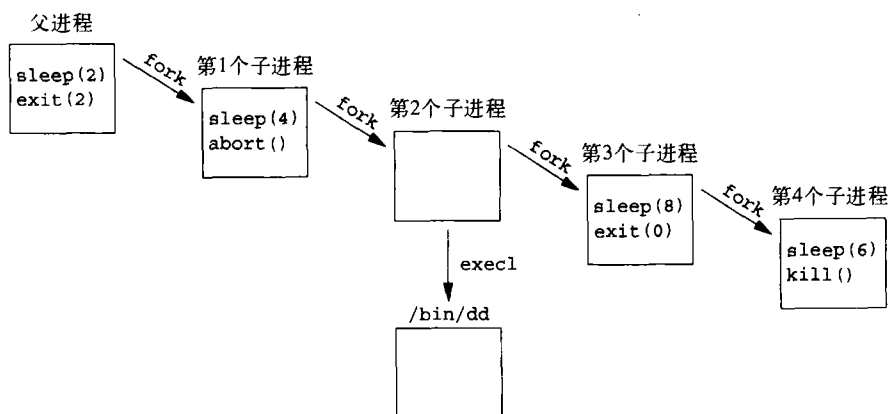 父进程
sleep(2)
exit(2)
fork
第1个子进程
sleep(4)
abort()
fork
第2个子进程
fork
第3个子进程
sleep(8)
exit(0)
fork
第4个子进程
sleep(6)
kill()
execl
/bin/dd